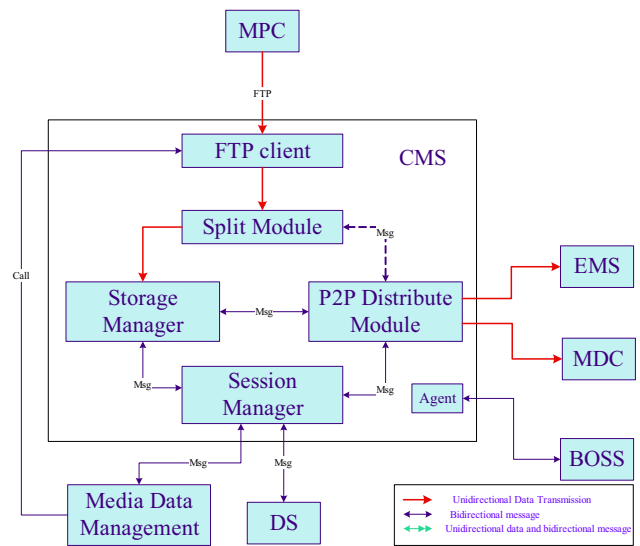 MPC
FTP
CMS
FTP client
Split Module
Msg
Call
EMS
Storage
Manager
Msg
P2P Distribute
Module
MDC
Msg
Session
Manager
Msg
Agent
Msg
Msg
BOSS
Media Data
Management
DS
Unidirectional Data Transmission
Bidirectional message
Unidirectional data and bidirectional message